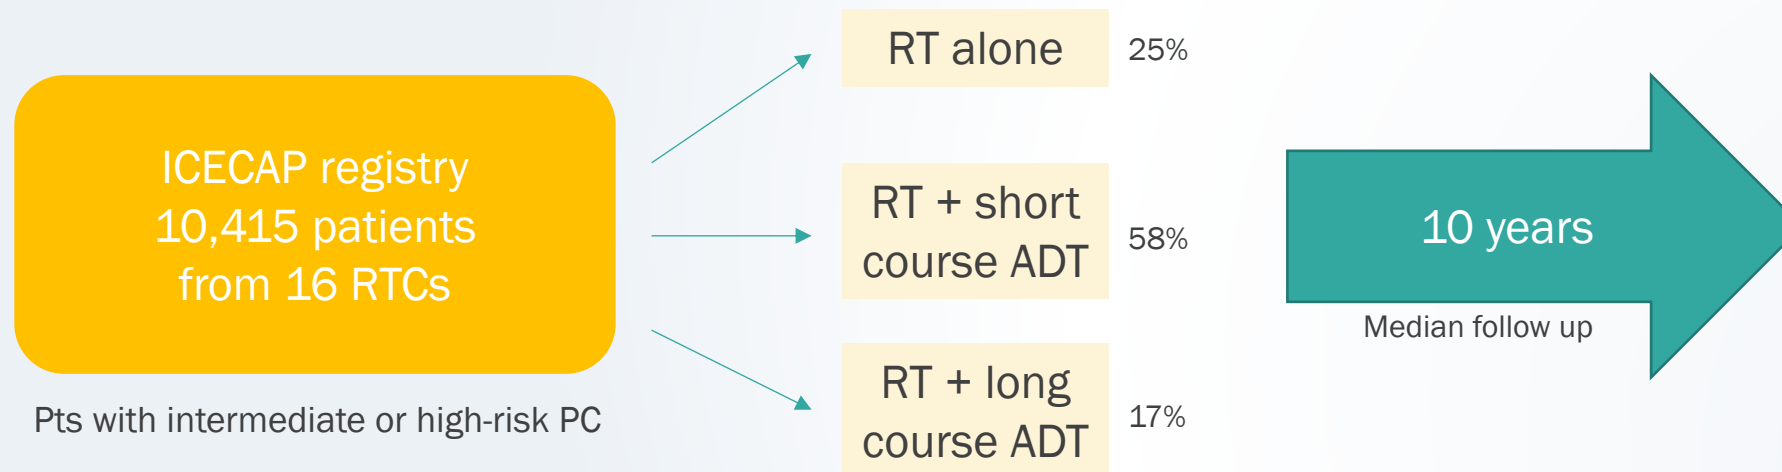 ICECAP registry
10,415 patients
from 16 RTCs
Pts with intermediate or high-risk PC
RT alone
25%
RT + short
course ADT
58%
RT + long
course ADT
17%
10 years
Median follow up